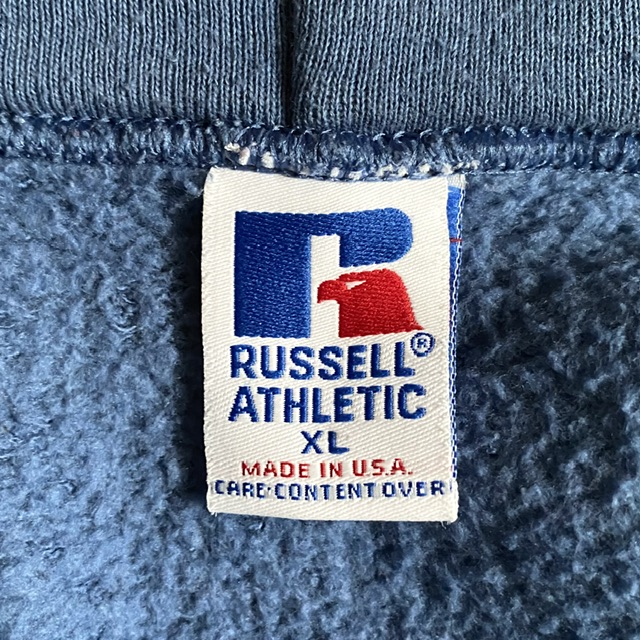 RUSSELL®
ATHLETIC
XL
MADE IN U.S.A.
CARE·CONTENT OVER